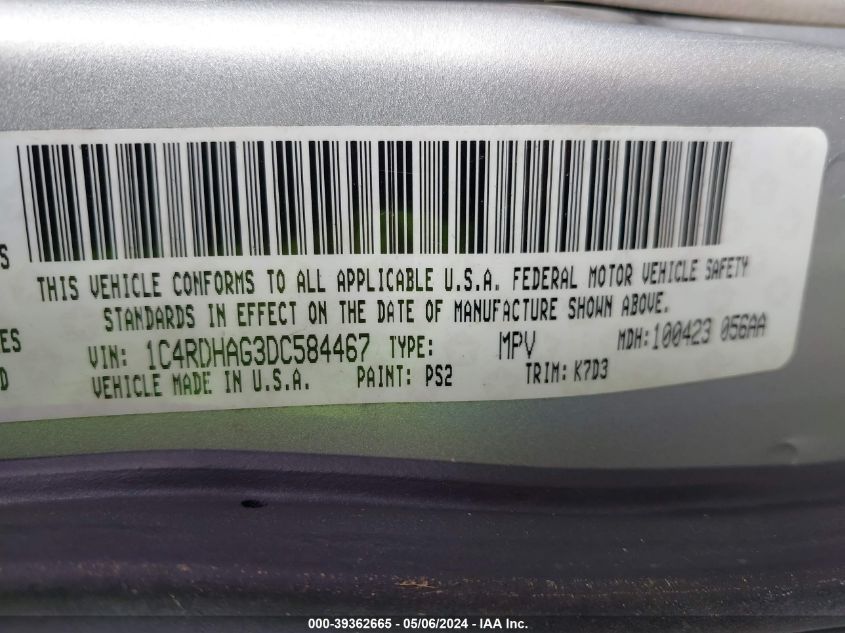 S
THIS VEHICLE CONFORMS TO ALL APPLICABLE U.S.A. FEDERAL MOTOR VEHICLE SAFETY
STANDARDS IN EFFECT ON THE DATE OF MANUFACTURE SHOWN ABOVE.
ES
VIN: 1C4RDHAG3DC584467 TYPE: MPV MDH:100423 056AA
D
VEHICLE MADE IN U.S.A. PAINT: PS2 TRIM: K7D3
000-39362665 - 05/06/2024 - IAA Inc.